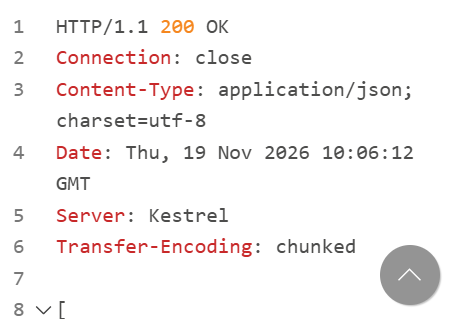 1 HTTP/1.1 200 OK
2 Connection: close
3 Content-Type: application/json;
charset=utf-8
4 Date: Thu, 19 Nov 2026 10:06:12
GMT
5 Server: Kestrel
6 Transfer-Encoding: chunked
7
8 [